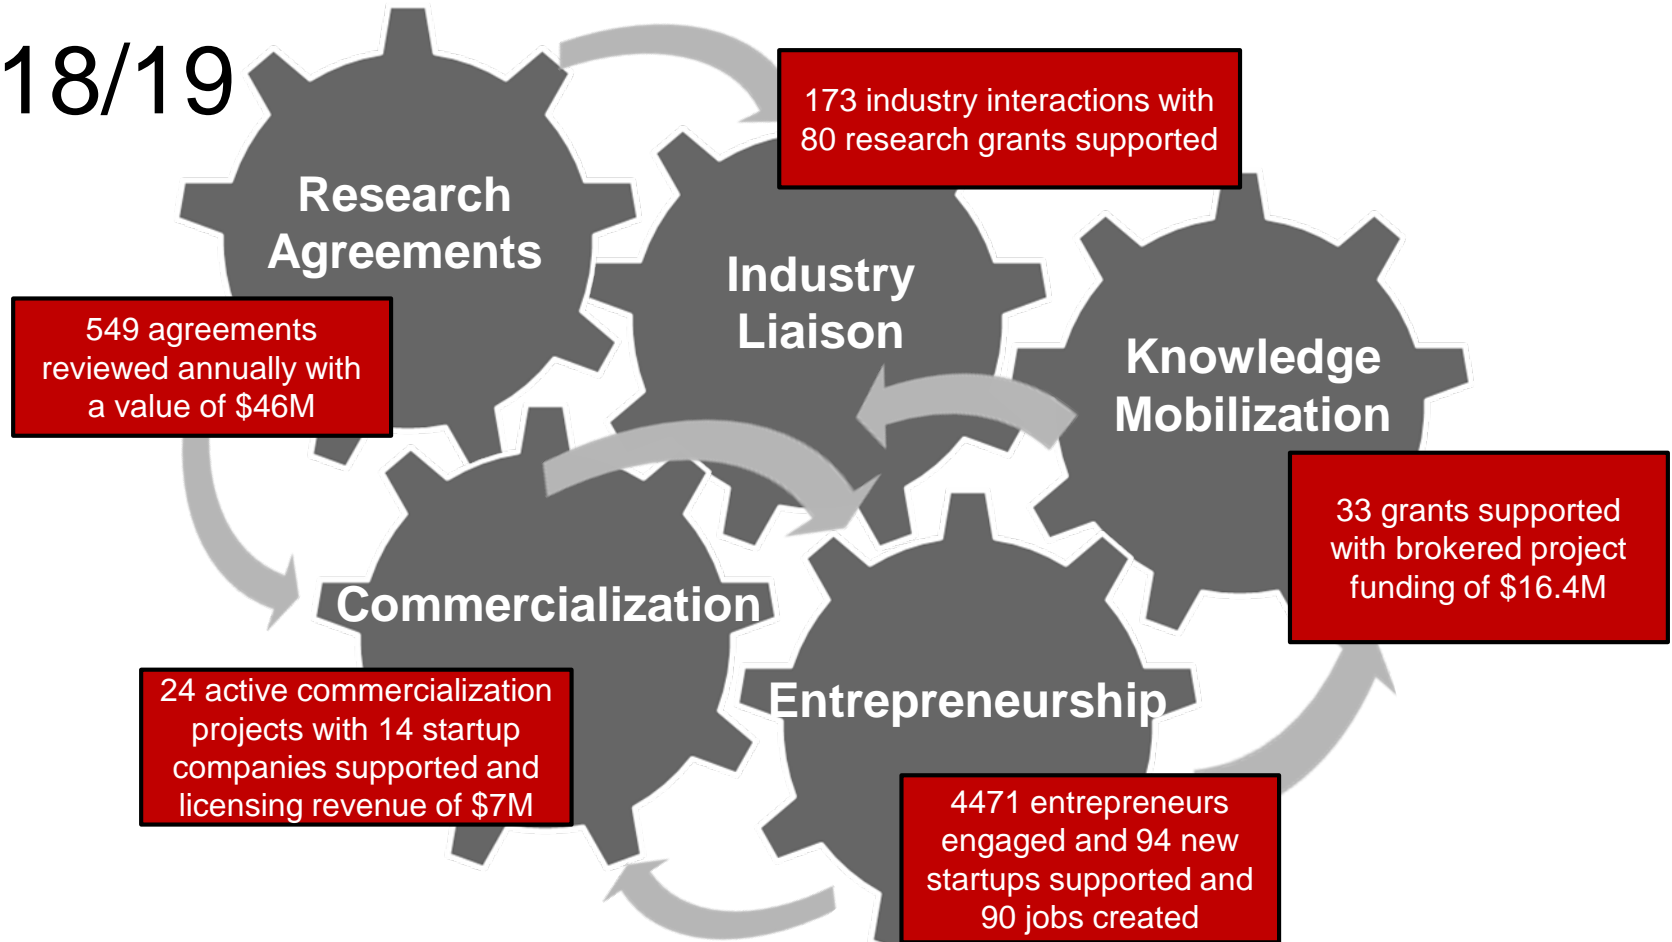 18/19
173 industry interactions with
80 research grants supported
Research
Agreements
Industry
Liaison
549 agreements
reviewed annually with
a value of $46M
Knowledge
Mobilization
33 grants supported
with brokered project
funding of $16.4M
Commercialization
24 active commercialization
projects with 14 startup
companies supported and
licensing revenue of $7M
Entrepreneurship
4471 entrepreneurs
engaged and 94 new
startups supported and
90 jobs created